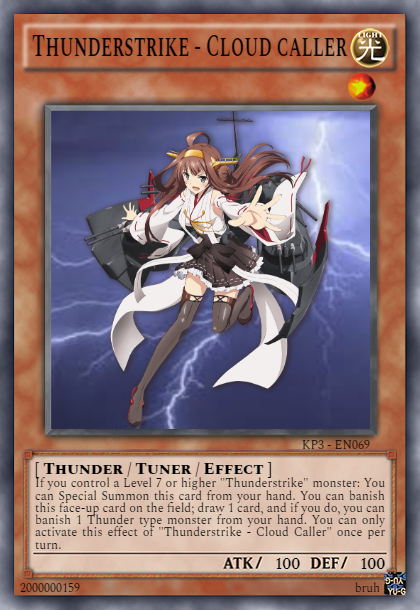 Thunderstrike - Cloud caller
LIGHT
光
KP3 - EN069
[ Thunder / Tuner / Effect ]
If you control a Level 7 or higher "Thunderstrike" monster: You
can Special Summon this card from your hand. You can banish
this face-up card on the field; draw 1 card, and if you do, you can
banish 1 Thunder type monster from your hand. You can only
activate this effect of "Thunderstrike - Cloud Caller" once per
turn.
ATK/ 100 DEF/ 100
2000000159
bruh
YU-G